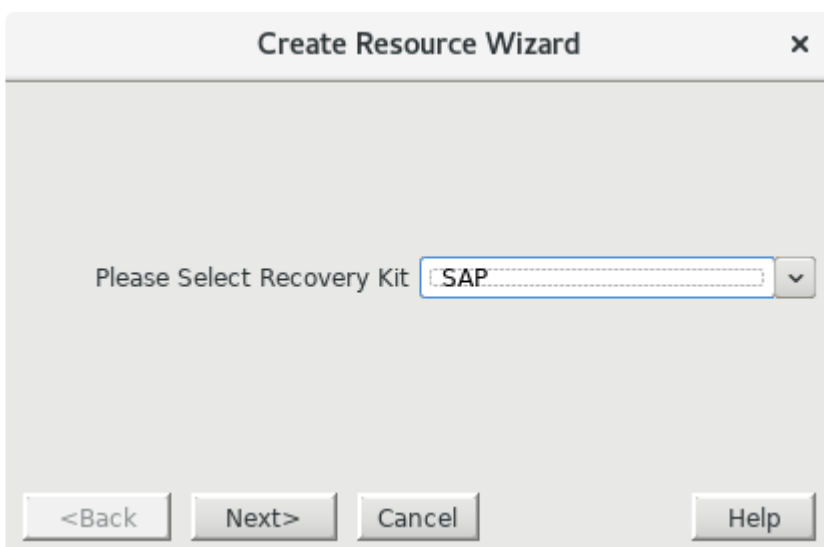 Create Resource Wizard ×
Please Select Recovery Kit SAP
<Back Next> Cancel Help